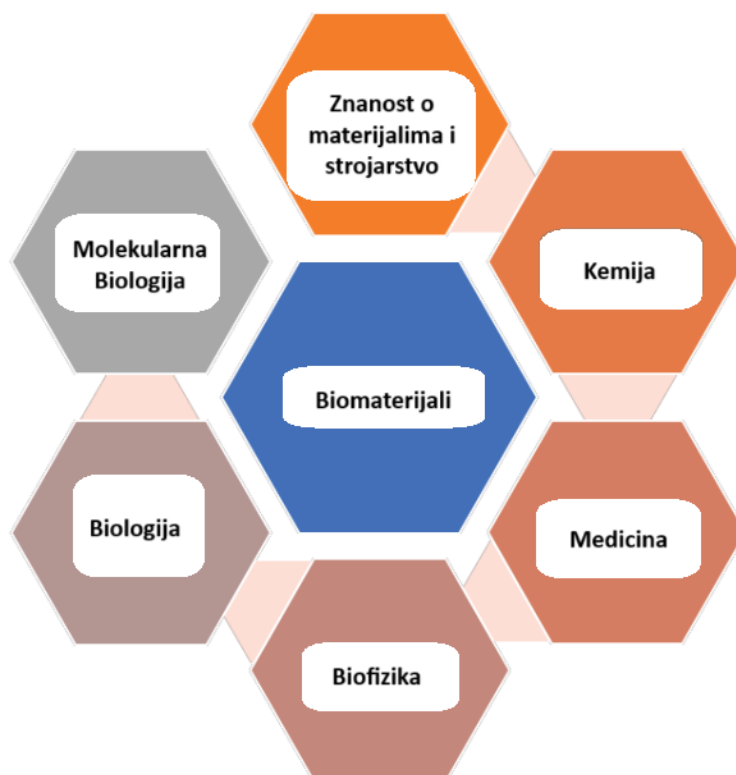 Znanost o
materijalima i
strojarstvo
Molekularna
Biologija
Kemija
Biomaterijali
Biologija
Medicina
Biofizika